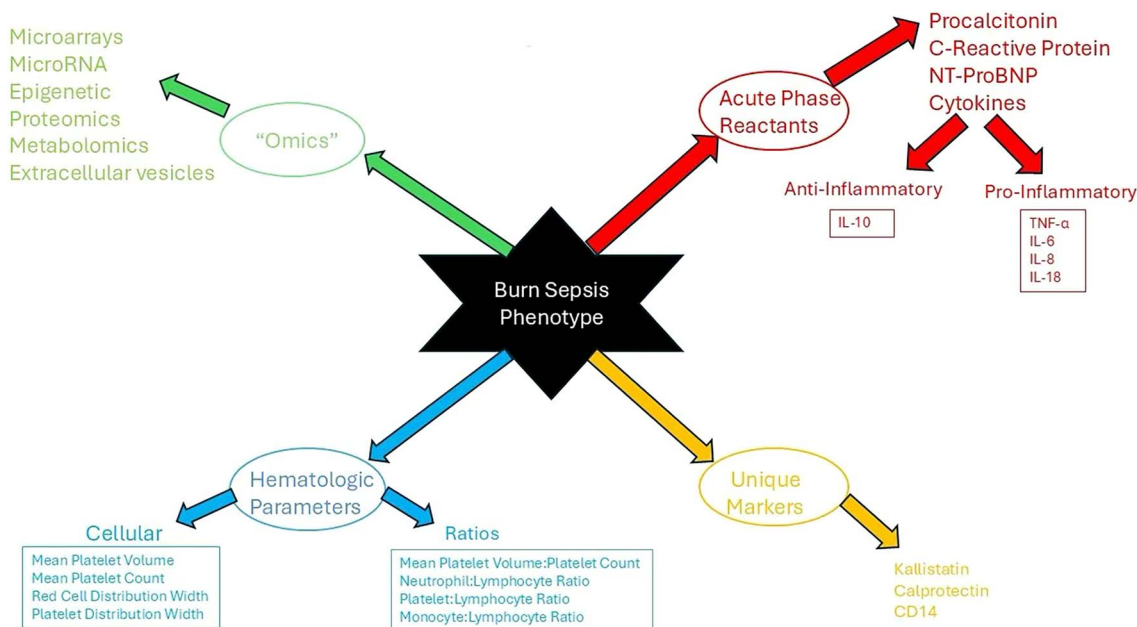 Microarrays
MicroRNA
Epigenetic
Proteomics
Metabolomics
Extracellular vesicles
“Omics”
Acute Phase
Reactants
Procalcitonin
C-Reactive Protein
NT-ProBNP
Cytokines
Anti-Inflammatory
IL-10
Pro-Inflammatory
TNF-α
IL-6
IL-8
IL-18
Burn Sepsis
Phenotype
Hematologic
Parameters
Cellular
Mean Platelet Volume
Mean Platelet Count
Red Cell Distribution Width
Platelet Distribution Width
Ratios
Mean Platelet Volume:Platelet Count
Neutrophil:Lymphocyte Ratio
Platelet:Lymphocyte Ratio
Monocyte:Lymphocyte Ratio
Unique
Markers
Kallistatin
Calprotectin
CD14